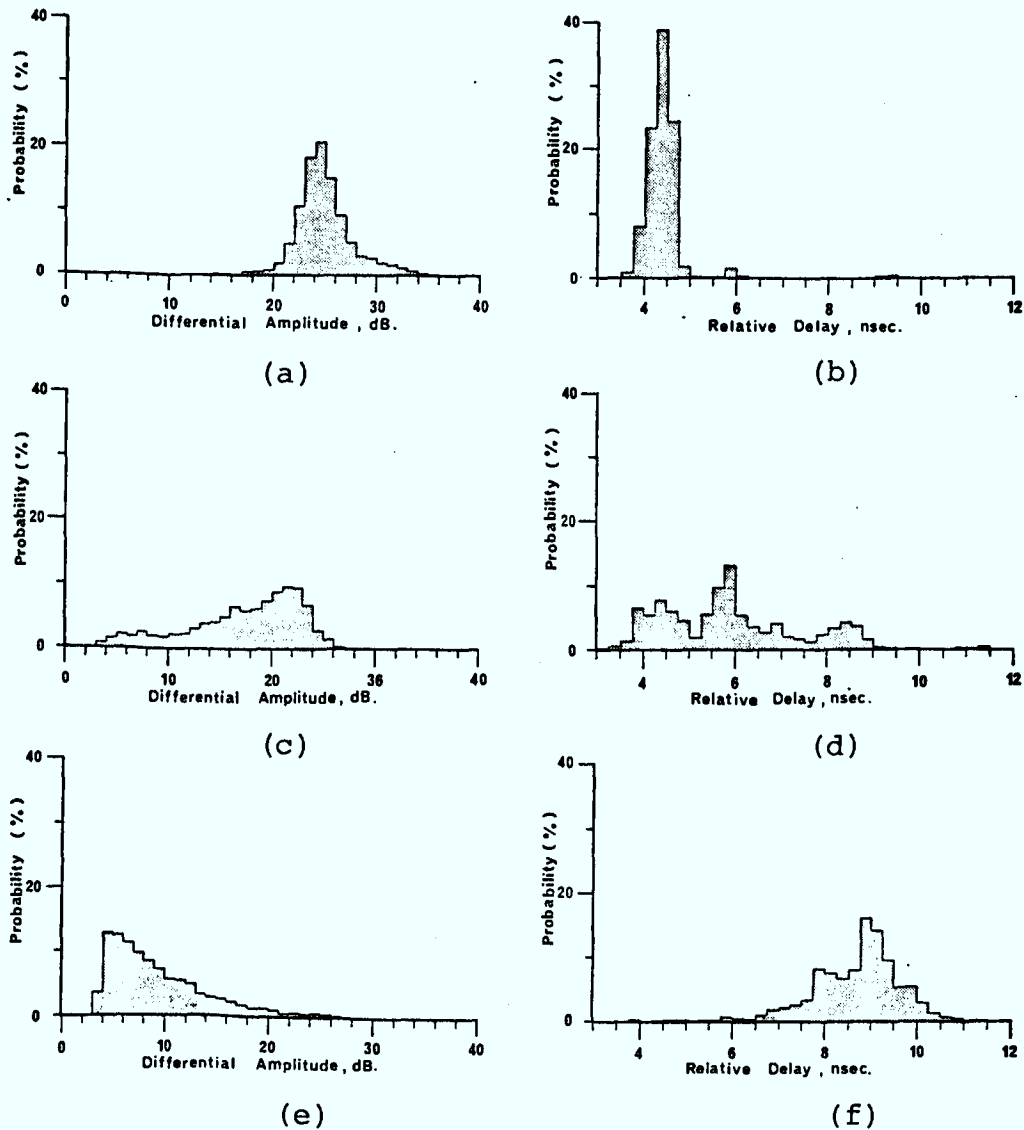 40
20
0
Probability (%)
0 10 20 30 40
Differential Amplitude, dB.
(a)
40
20
0
Probability (%)
4 6 8 10 12
Relative Delay, nsec.
(b)
40
20
0
Probability (%)
0 10 20 36 40
Differential Amplitude, dB.
(c)
40
20
0
Probability (%)
4 6 8 10 12
Relative Delay, nsec.
(d)
40
20
0
Probability (%)
0 10 20 30 40
Differential Amplitude, dB.
(e)
40
20
0
Probability (%)
4 6 8 10 12
Relative Delay, nsec.
(f)